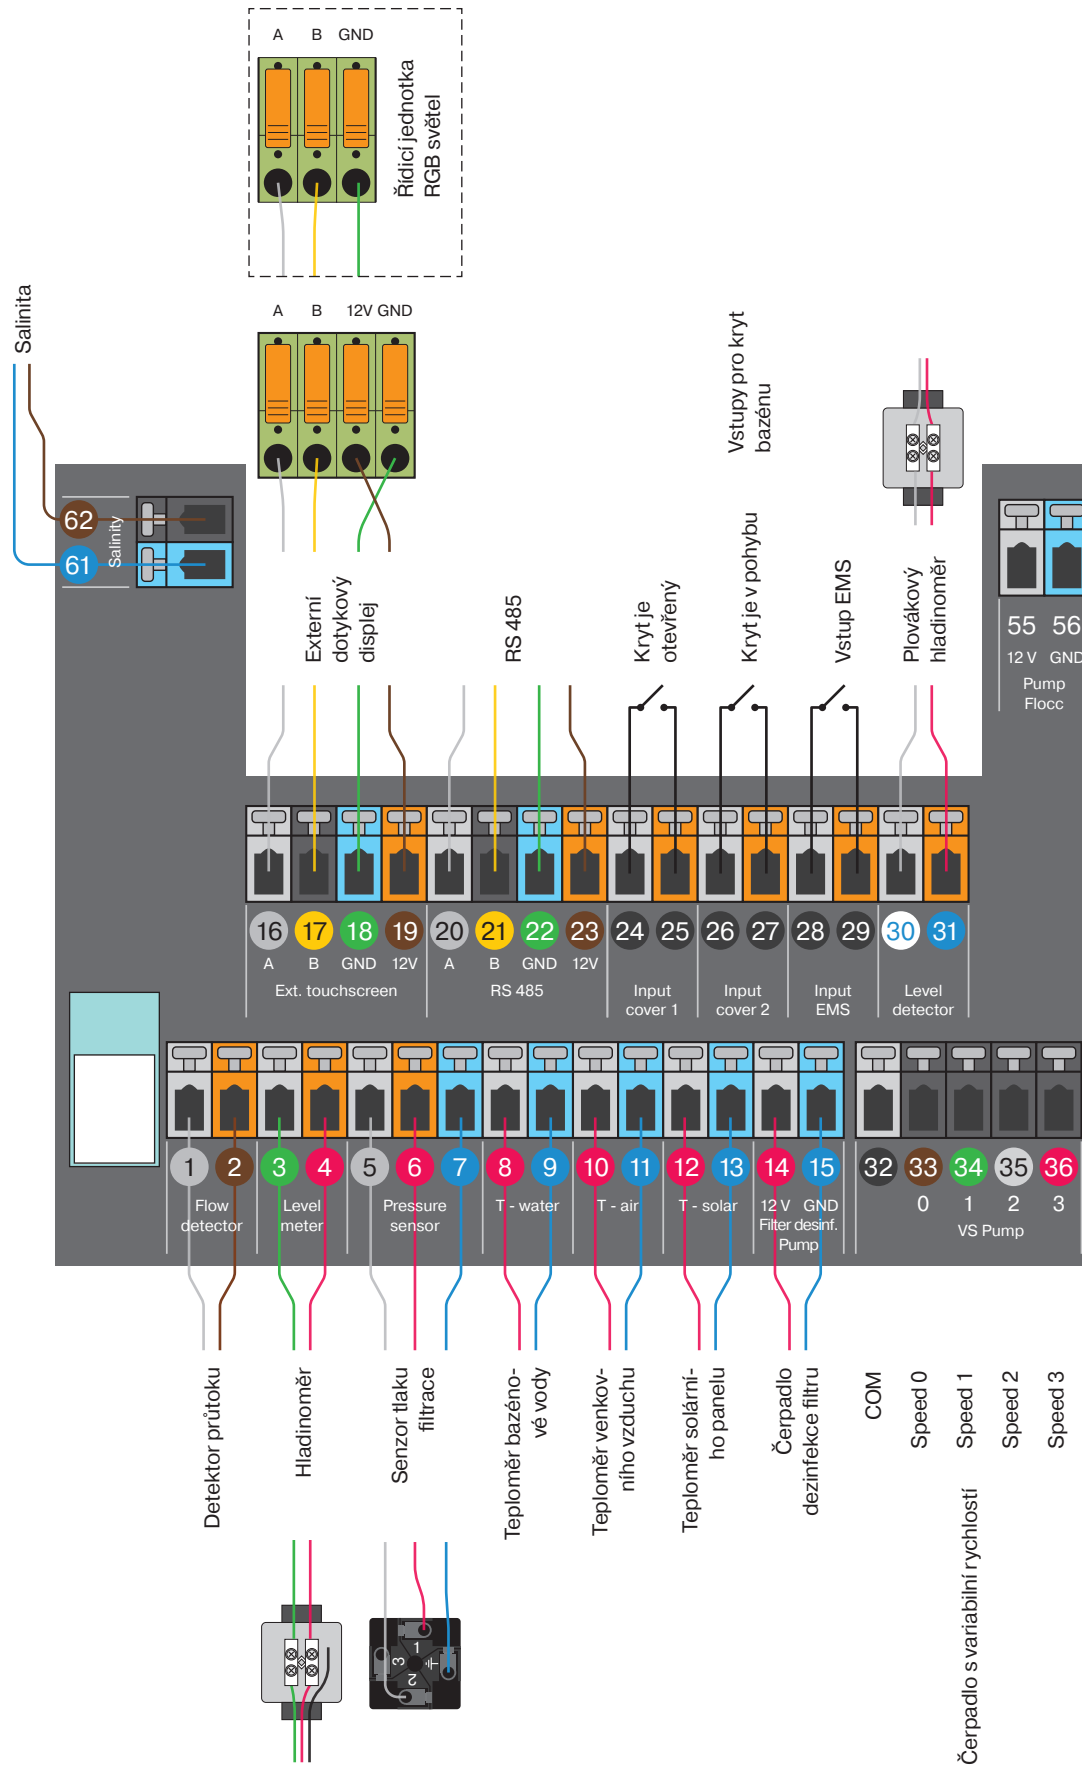 A B GND
Řídicí jednotka
RGB světel
A B 12V GND
Salinita
Vstupy pro kryt
bazénu
62
61
Salinity
Externí
dotykový
displej
RS 485
Kryt je
otevřený
Kryt je v pohybu
Vstup EMS
Plovákový
hladinoměr
55 56
12 V GND
Pump
Flocc
16 17 18 19 20 21 22 23 24 25 26 27 28 29 30 31
A B GND 12V A B GND 12V
Ext. touchscreen
RS 485
Input
cover 1
Input
cover 2
Input
EMS
Level
detector
1 2 3 4 5 6 7 8 9 10 11 12 13 14 15 32 33 34 35 36
Flow
detector
Level
meter
Pressure
sensor
T - water
T - air
T - solar
12 V GND
Filter desinf.
Pump
0 1 2 3
VS Pump
Detektor průtoku
Hladinoměr
Senzor tlaku
filtrace
Teploměr bazéno-
vé vody
Teploměr venkov-
ního vzduchu
Teploměr solární-
ho panelu
Čerpadlo
dezinfekce filtru
COM
Speed 0
Speed 1
Speed 2
Speed 3
Čerpadlo s variabilní rychlostí
1
3
2